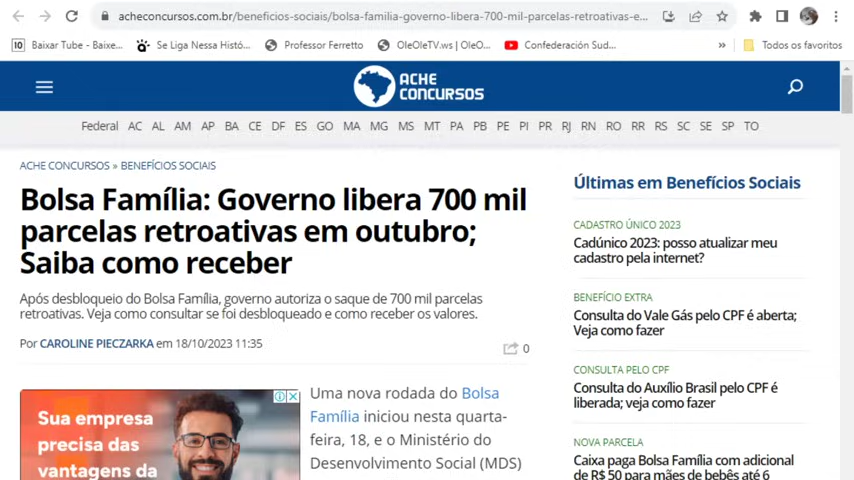 acheconcursos.com.br/beneficios-sociais/bolsa-familia-governo-libera-700-mil-parcelas-retroativas-e...
Baixar Tube - Baixe...
Se Liga Nessa Histó...
Professor Ferretto
OleOleTV.ws | OleO...
Confederación Sud...
»
Todos os favoritos
ACHE
CONCURSOS
Federal AC AL AM AP BA CE DF ES GO MA MG MS MT PA PB PE PI PR RJ RN RO RR RS SC SE SP TO
ACHE CONCURSOS » BENEFÍCIOS SOCIAIS
Bolsa Família: Governo libera 700 mil
parcelas retroativas em outubro;
Saiba como receber
Após desbloqueio do Bolsa Família, governo autoriza o saque de 700 mil parcelas
retroativas. Veja como consultar se foi desbloqueado e como receber os valores.
Por CAROLINE PIECZARKA em 18/10/2023 11:35
0
Sua empresa
precisa das
vantagens da
Uma nova rodada do Bolsa
Família iniciou nesta quarta-
feira, 18, e o Ministério do
Desenvolvimento Social (MDS)
Últimas em Benefícios Sociais
CADASTRO ÚNICO 2023
Cadúnico 2023: posso atualizar meu
cadastro pela internet?
BENEFÍCIO EXTRA
Consulta do Vale Gás pelo CPF é aberta;
Veja como fazer
CONSULTA PELO CPF
Consulta do Auxílio Brasil pelo CPF é
liberada; veja como fazer
NOVA PARCELA
Caixa paga Bolsa Família com adicional
de R$ 50 para mães de bebês até 6